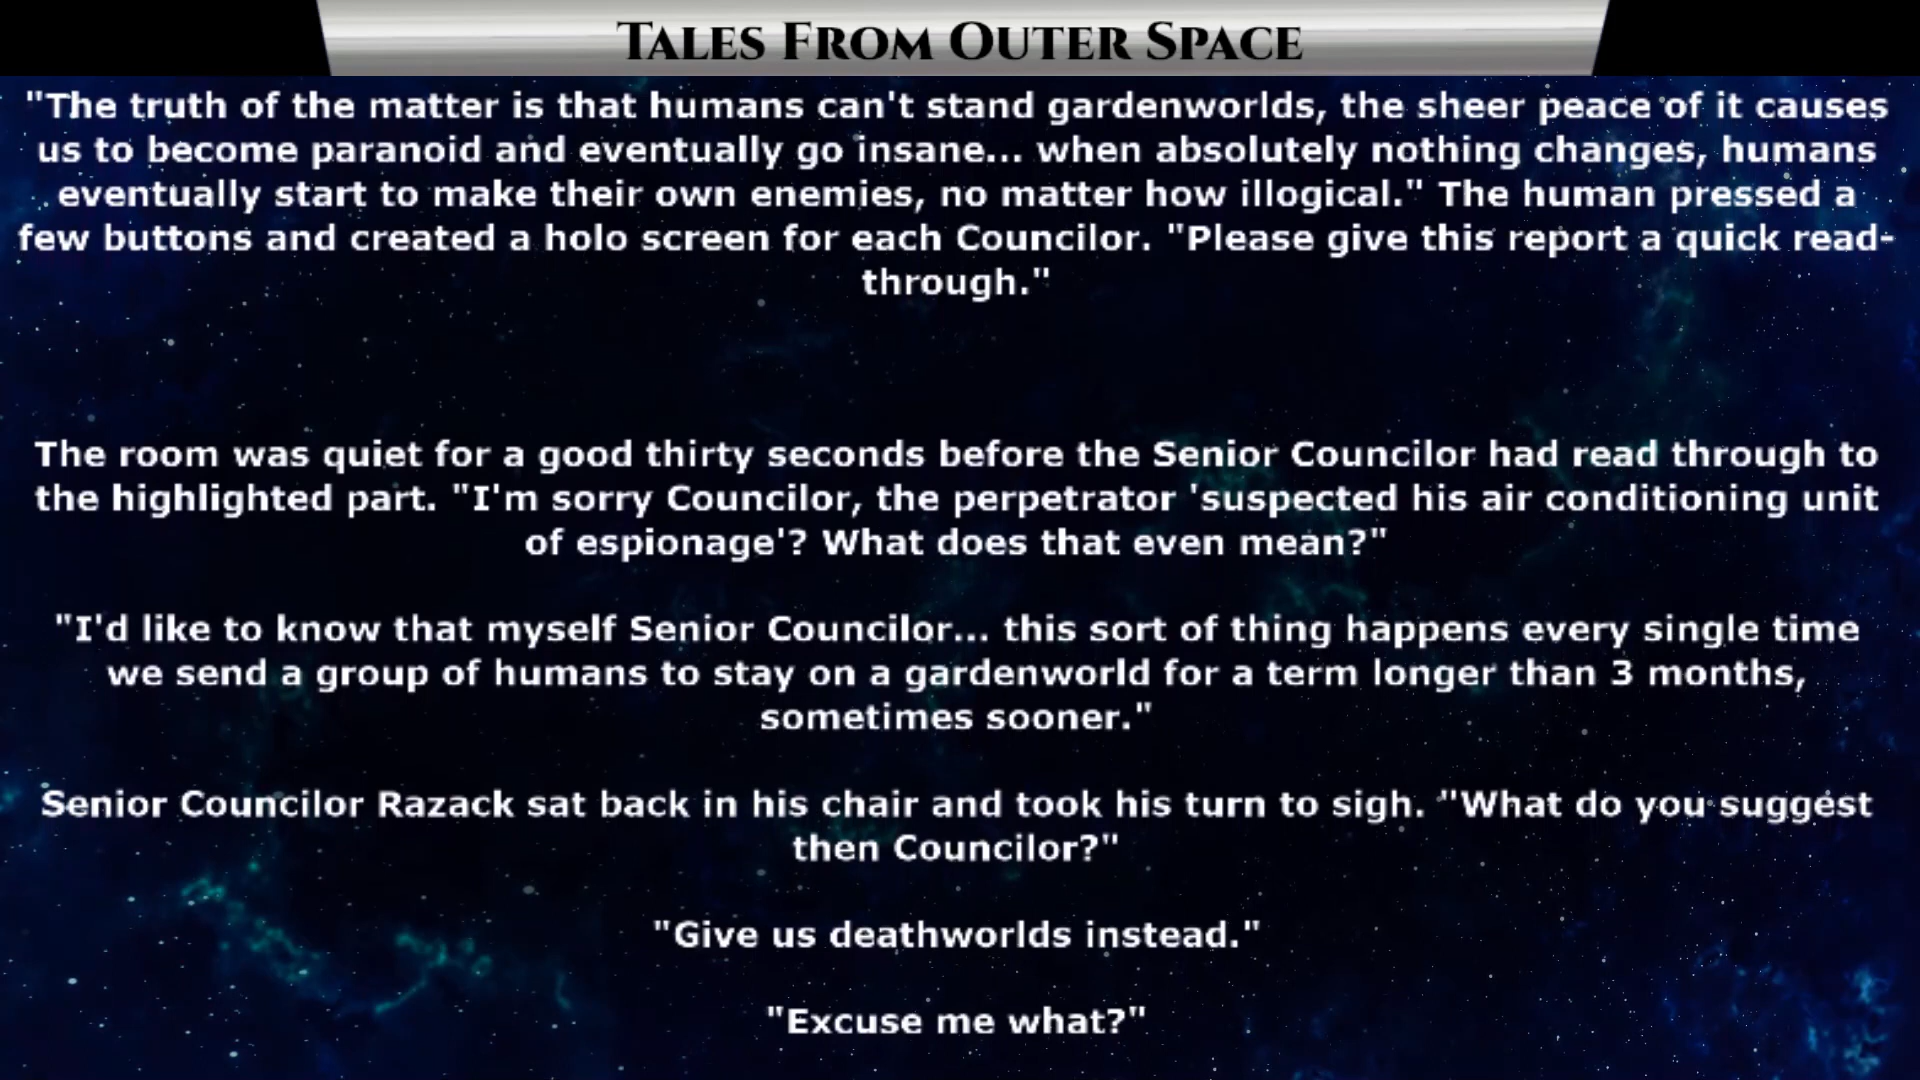 Tales From Outer Space
"The truth of the matter is that humans can't stand gardenworlds, the sheer peace of it causes
us to become paranoid and eventually go insane... when absolutely nothing changes, humans
eventually start to make their own enemies, no matter how illogical." The human pressed a
few buttons and created a holo screen for each Councilor. "Please give this report a quick read-
through."
The room was quiet for a good thirty seconds before the Senior Councilor had read through to
the highlighted part. "I'm sorry Councilor, the perpetrator 'suspected his air conditioning unit
of espionage'? What does that even mean?"
"I'd like to know that myself Senior Councilor... this sort of thing happens every single time
we send a group of humans to stay on a gardenworld for a term longer than 3 months,
sometimes sooner."
Senior Councilor Razack sat back in his chair and took his turn to sigh. "What do you suggest
then Councilor?"
"Give us deathworlds instead."
"Excuse me what?"